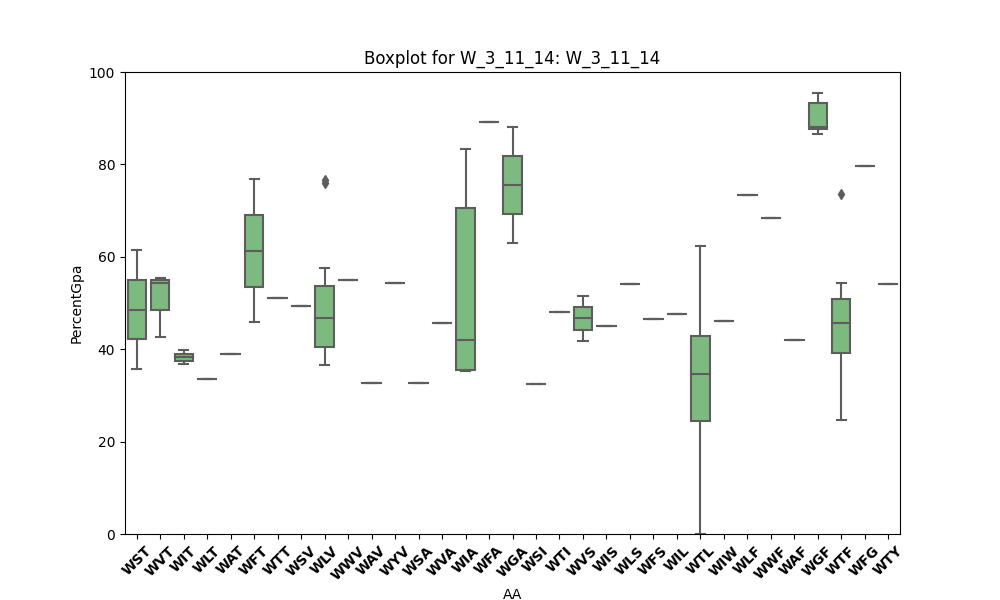 Boxplot for W_3_11_14: W_3_11_14
100
80
60
40
20
0
PercentGpa
WST WVT WIT WLT WAT WFT WTT WSV WLV WWV WAV WYV WSA WVA WIA WFA WGA WSI WTI WVS WIS WLS WFS WIL WTL WIW WLF WWF WAF WGF WTF WFG WTY
AA